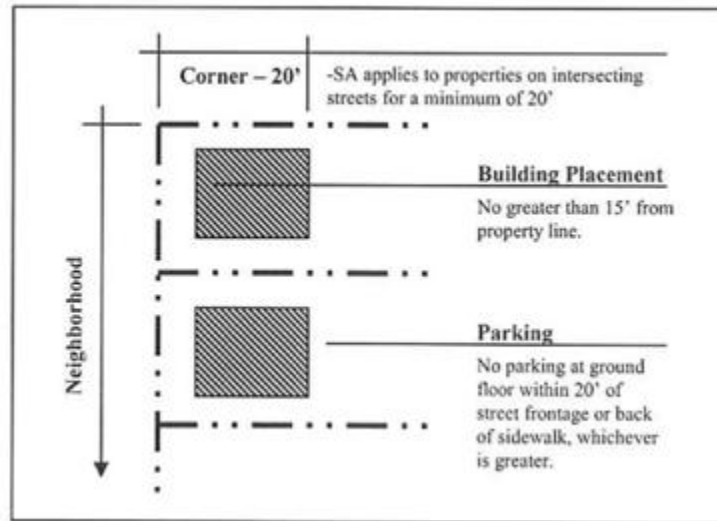 Corner – 20'
-SA applies to properties on intersecting
streets for a minimum of 20'
Building Placement
No greater than 15' from
property line.
Neighborhood
Parking
No parking at ground
floor within 20' of
street frontage or back
of sidewalk, whichever
is greater.